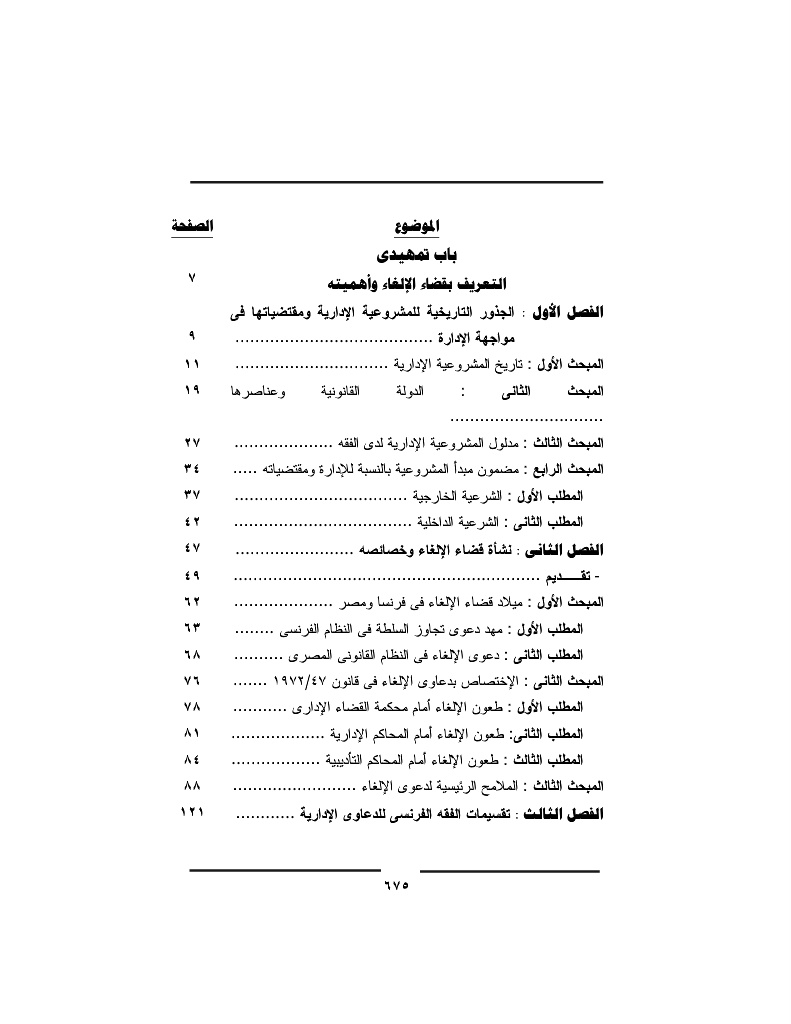 الموضوع الصفحة
باب تمهيدى
التعريف بقضاء الإلغاء وأهميته ٧
الفصل الأول : الجذور التاريخية للمشروعية الإدارية ومقتضياتها فى
مواجهة الإدارة ........................................ ٩
المبحث الأول : تاريخ المشروعية الإدارية ............................... ١١
المبحث الثانى : الدولة القانونية وعناصرها ١٩
...............................
المبحث الثالث : مدلول المشروعية الإدارية لدى الفقه .................... ٢٧
المبحث الرابع : مضمون مبدأ المشروعية بالنسبة للإدارة ومقتضياته ..... ٣٤
المطلب الأول : الشرعية الخارجية ................................... ٣٧
المطلب الثانى : الشرعية الداخلية .................................... ٤٢
الفصل الثانى : نشأة قضاء الإلغاء وخصائصه ........................ ٤٧
- تقـــــديم .............................................................. ٤٩
المبحث الأول : ميلاد قضاء الإلغاء فى فرنسا ومصر .................... ٦٢
المطلب الأول : مهد دعوى تجاوز السلطة فى النظام الفرنسى ........ ٦٣
المطلب الثانى : دعوى الإلغاء فى النظام القانونى المصرى .......... ٦٨
المبحث الثانى : الإختصاص بدعاوى الإلغاء فى قانون ١٩٧٢/٤٧ ....... ٧٦
المطلب الأول : طعون الإلغاء أمام محكمة القضاء الإدارى ........... ٧٨
المطلب الثانى: طعون الإلغاء أمام المحاكم الإدارية ................... ٨١
المطلب الثالث : طعون الإلغاء أمام المحاكم التأديبية .................. ٨٤
المبحث الثالث : الملامح الرئيسية لدعوى الإلغاء ......................... ٨٨
الفصل الثالث : تقسيمات الفقه الفرنسى للدعاوى الإدارية ............ ١٢١
٦٧٥